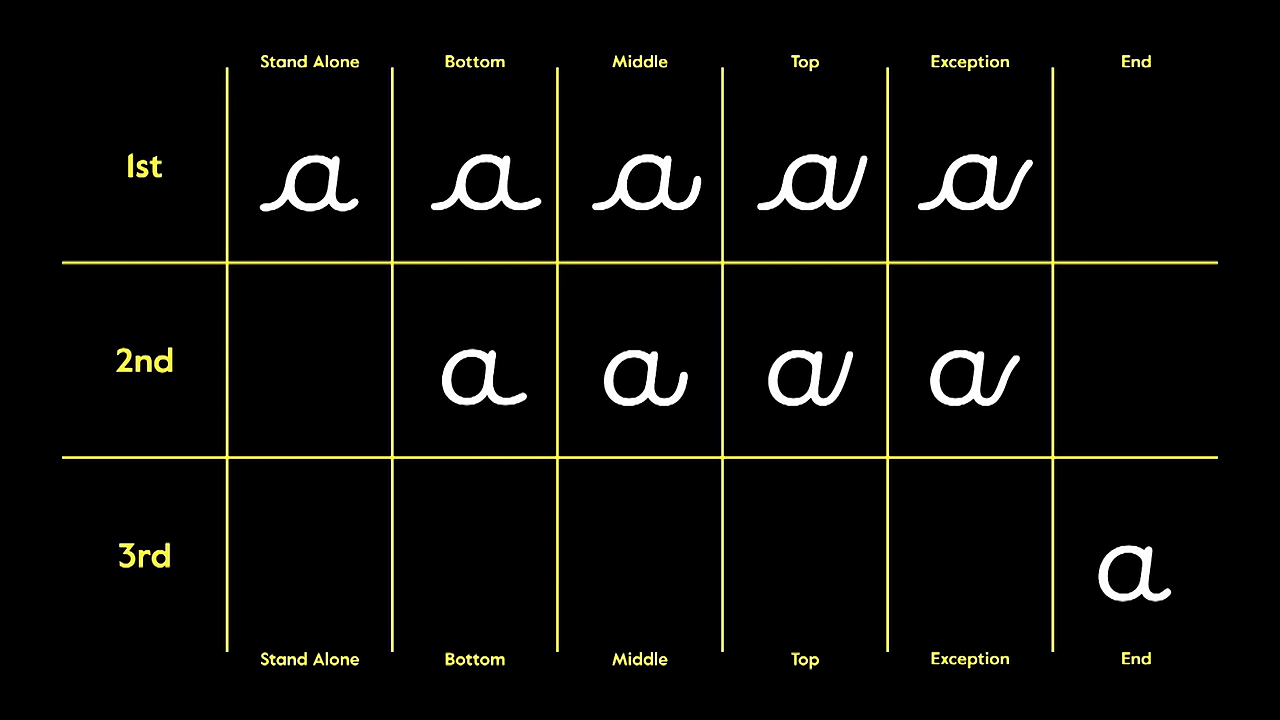 Stand Alone Bottom Middle Top Exception End
1st a a a a a
2nd a a a a
3rd a
Stand Alone Bottom Middle Top Exception End